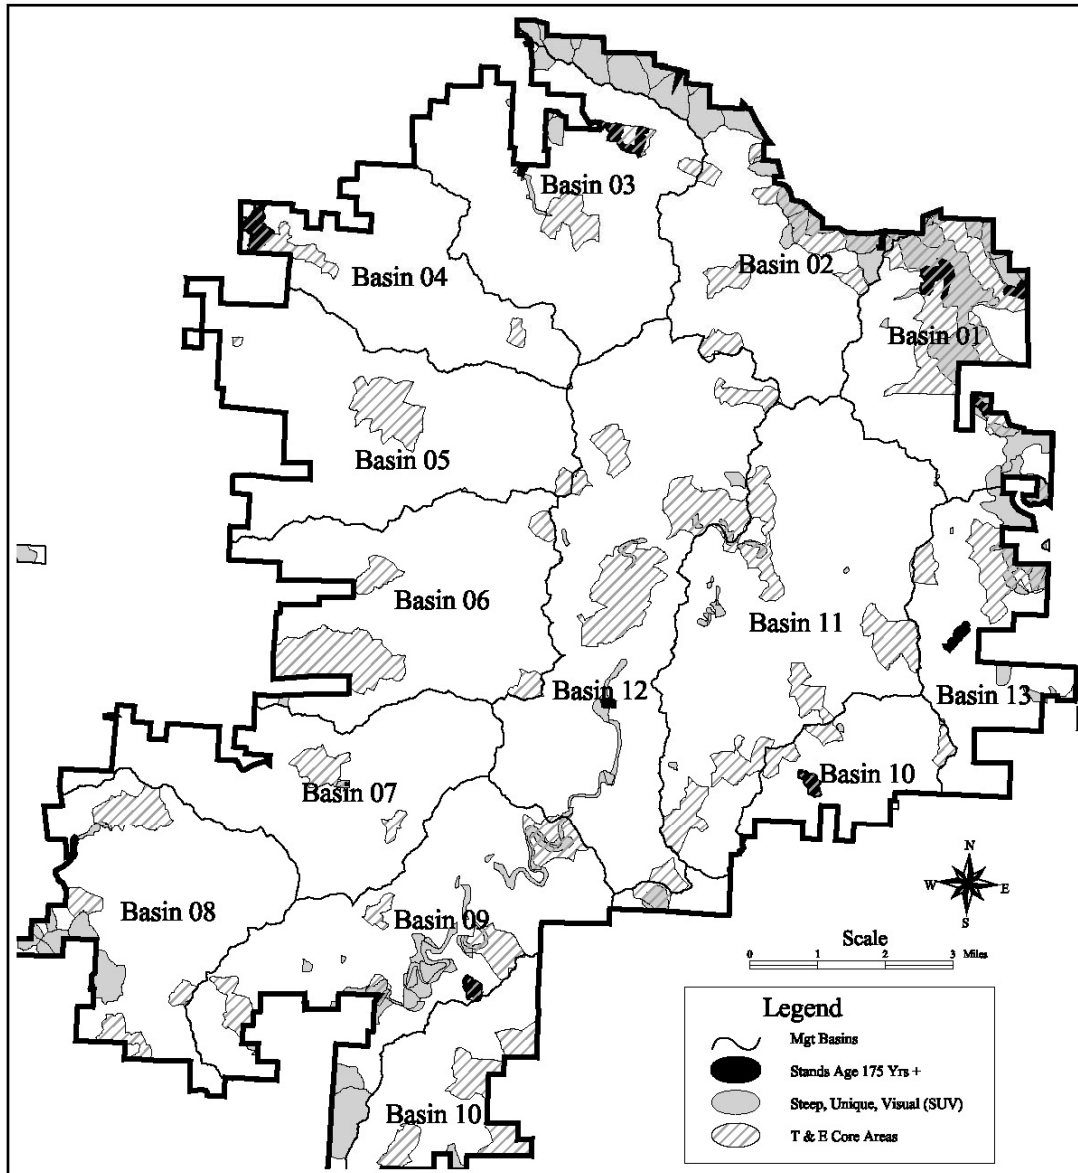 Basin 03
Basin 02
Basin 04
Basin 01
Basin 05
Basin 06
Basin 11
Basin 12
Basin 13
Basin 10
Basin 07
Basin 08
Basin 09
Basin 10
N
W E
S
Scale
0 1 2 3 Miles
Legend
Mgt Basins
Stands Age 175 Yrs +
Steep, Unique, Visual (SUV)
T & E Core Areas